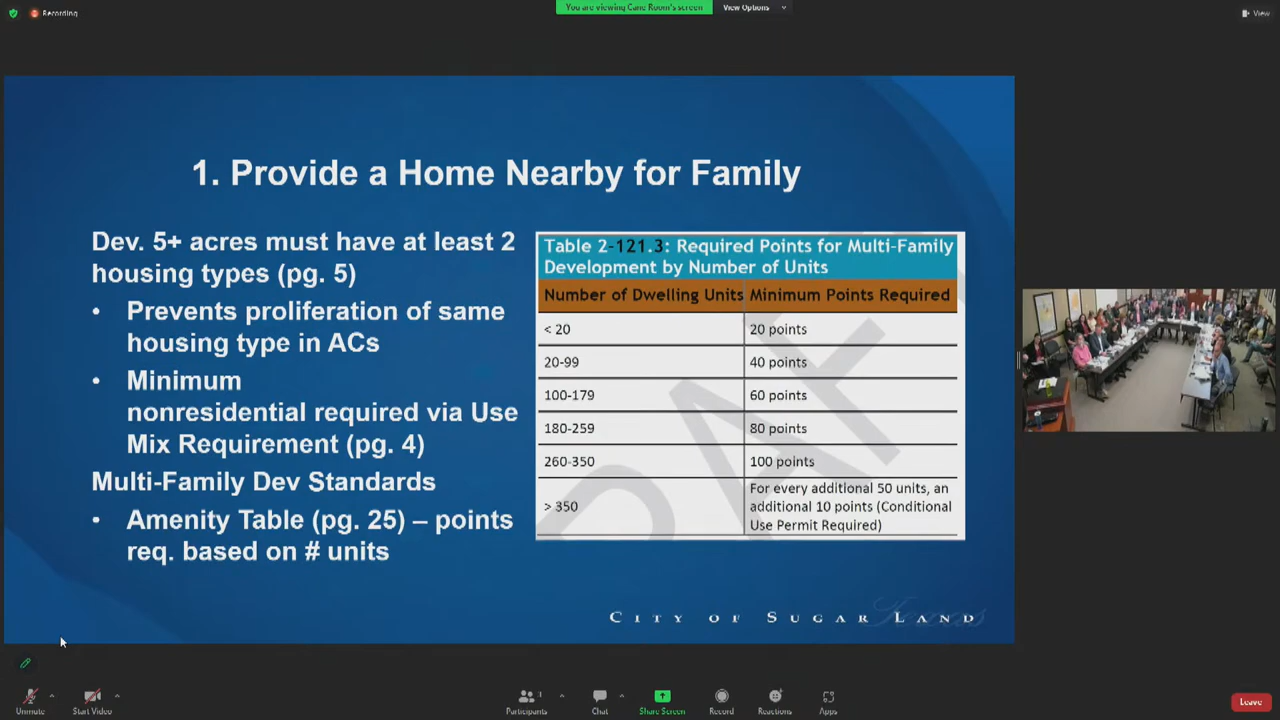 Recording
You are viewing Cane Room's screen
View Options
View
1. Provide a Home Nearby for Family
Dev. 5+ acres must have at least 2
housing types (pg. 5)
• Prevents proliferation of same
housing type in ACs
• Minimum
nonresidential required via Use
Mix Requirement (pg. 4)
Multi-Family Dev Standards
• Amenity Table (pg. 25) – points
req. based on # units
Table 2-121.3: Required Points for Multi-Family
Development by Number of Units
Number of Dwelling Units Minimum Points Required
< 20 20 points
20-99 40 points
100-179 60 points
180-259 80 points
260-350 100 points
> 350 For every additional 50 units, an
additional 10 points (Conditional
Use Permit Required)
CITY OF SUGAR LAND
Unmute
Start Video
Participants
Chat
Share Screen
Record
Reactions
Apps
Leave